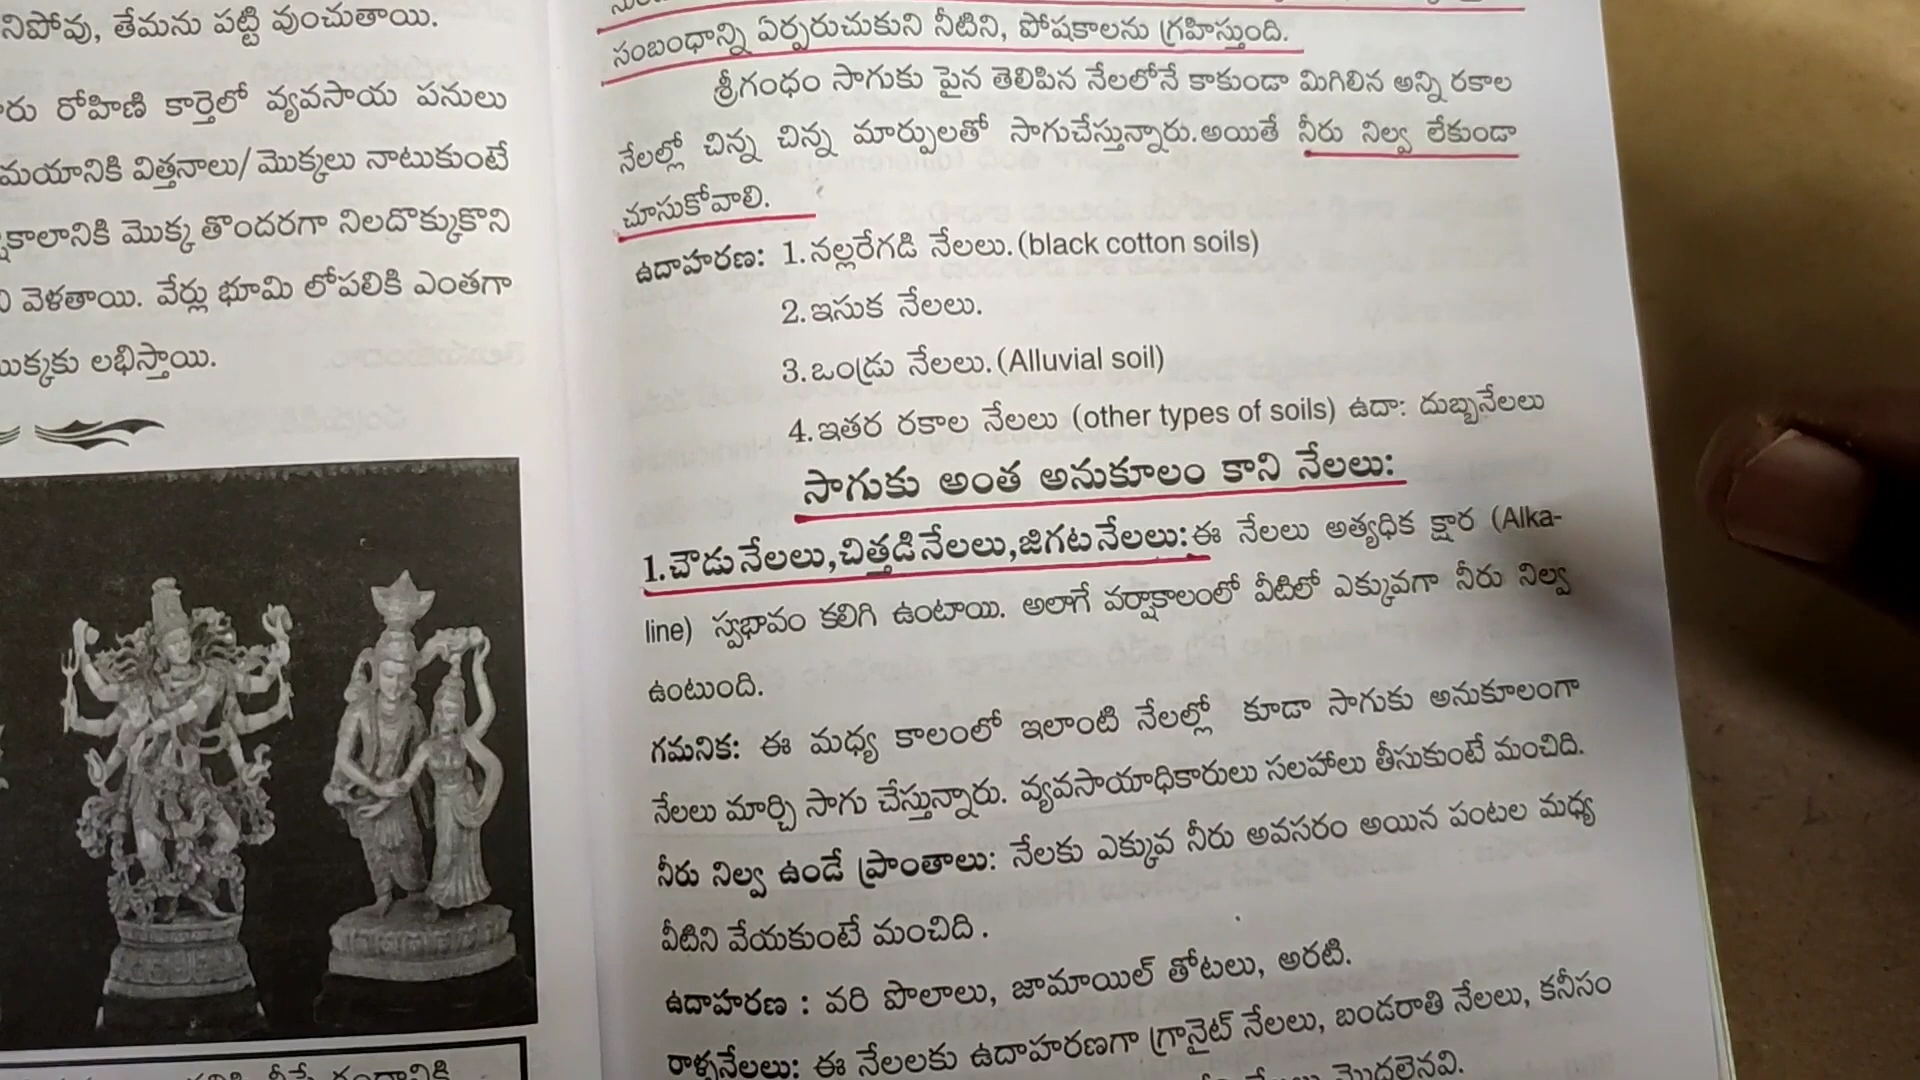 నిపోవు, తేమను పట్టి వుంచుతాయి.
రోహిణి కార్తెలో వ్యవసాయ పనులు
విత్తనాలు/ మొక్కలు నాటుకుంటే
మొక్క తొందరగా నిలదొక్కుకొని
వెళతాయి. వేర్లు భూమి లోపలికి ఎంతగా
లభిస్తాయి.
సంబంధాన్ని ఏర్పరుచుకుని నీటిని, పోషకాలను గ్రహిస్తుంది.
శ్రీగంధం సాగుకు పైన తెలిపిన నేలలోనే కాకుండా మిగిలిన అన్ని రకాల
నేలల్లో చిన్న చిన్న మార్పులతో సాగుచేస్తున్నారు.అయితే నీరు నిల్వ లేకుండా
చూసుకోవాలి.
ఉదాహరణ: 1.నల్లరేగడి నేలలు.(black cotton soils)
2.ఇసుక నేలలు.
3.ఒండ్రు నేలలు.(Alluvial soil)
4.ఇతర రకాల నేలలు (other types of soils) ఉదా: దుబ్బనేలలు
సాగుకు అంత అనుకూలం కాని నేలలు:
1.చౌడునేలలు,చిత్తడినేలలు,జిగటనేలలు:ఈ నేలలు అత్యధిక క్షార (Alka-
line) స్వభావం కలిగి ఉంటాయి. అలాగే వర్షాకాలంలో వీటిలో ఎక్కువగా నీరు నిల్వ
ఉంటుంది.
గమనిక: ఈ మధ్య కాలంలో ఇలాంటి నేలల్లో కూడా సాగుకు అనుకూలంగా
నేలలు మార్చి సాగు చేస్తున్నారు. వ్యవసాయాధికారులు సలహాలు తీసుకుంటే మంచిది.
నీరు నిల్వ ఉండే ప్రాంతాలు: నేలకు ఎక్కువ నీరు అవసరం అయిన పంటల మధ్య
వీటిని వేయకుంటే మంచిది.
ఉదాహరణ : వరి పొలాలు, జామాయిల్ తోటలు, అరటి.
రాళ్ళనేలలు: ఈ నేలలకు ఉదాహరణగా గ్రానైట్ నేలలు, బండరాతి నేలలు, కనీసం
మొదలైనవి.